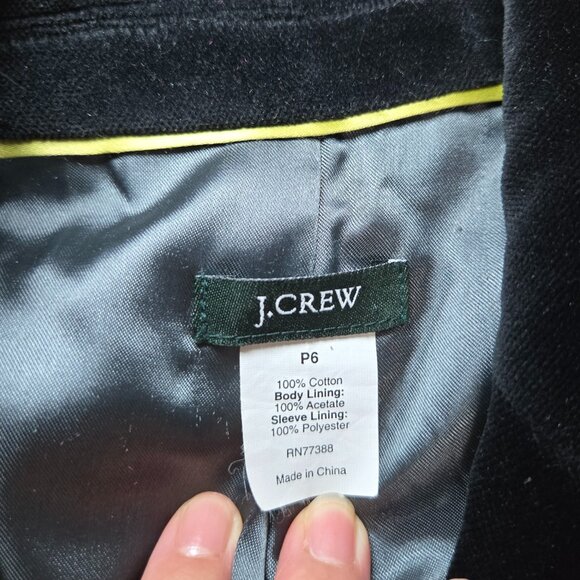 J.CREW
P6
100% Cotton
Body Lining:
100% Acetate
Sleeve Lining:
100% Polyester
RN77388
Made in China